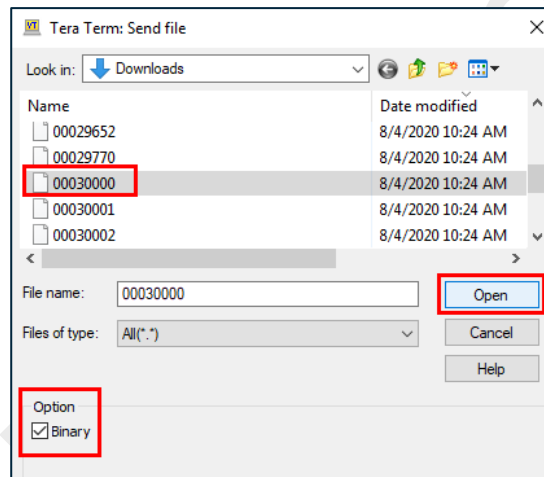 VT Tera Term: Send file
Look in: Downloads
Name Date modified
00029652 8/4/2020 10:24 AM
00029770 8/4/2020 10:24 AM
00030000 8/4/2020 10:24 AM
00030001 8/4/2020 10:24 AM
00030002 8/4/2020 10:24 AM
File name: 00030000 Open
Files of type: All(*.*) Cancel
Help
Option
Binary